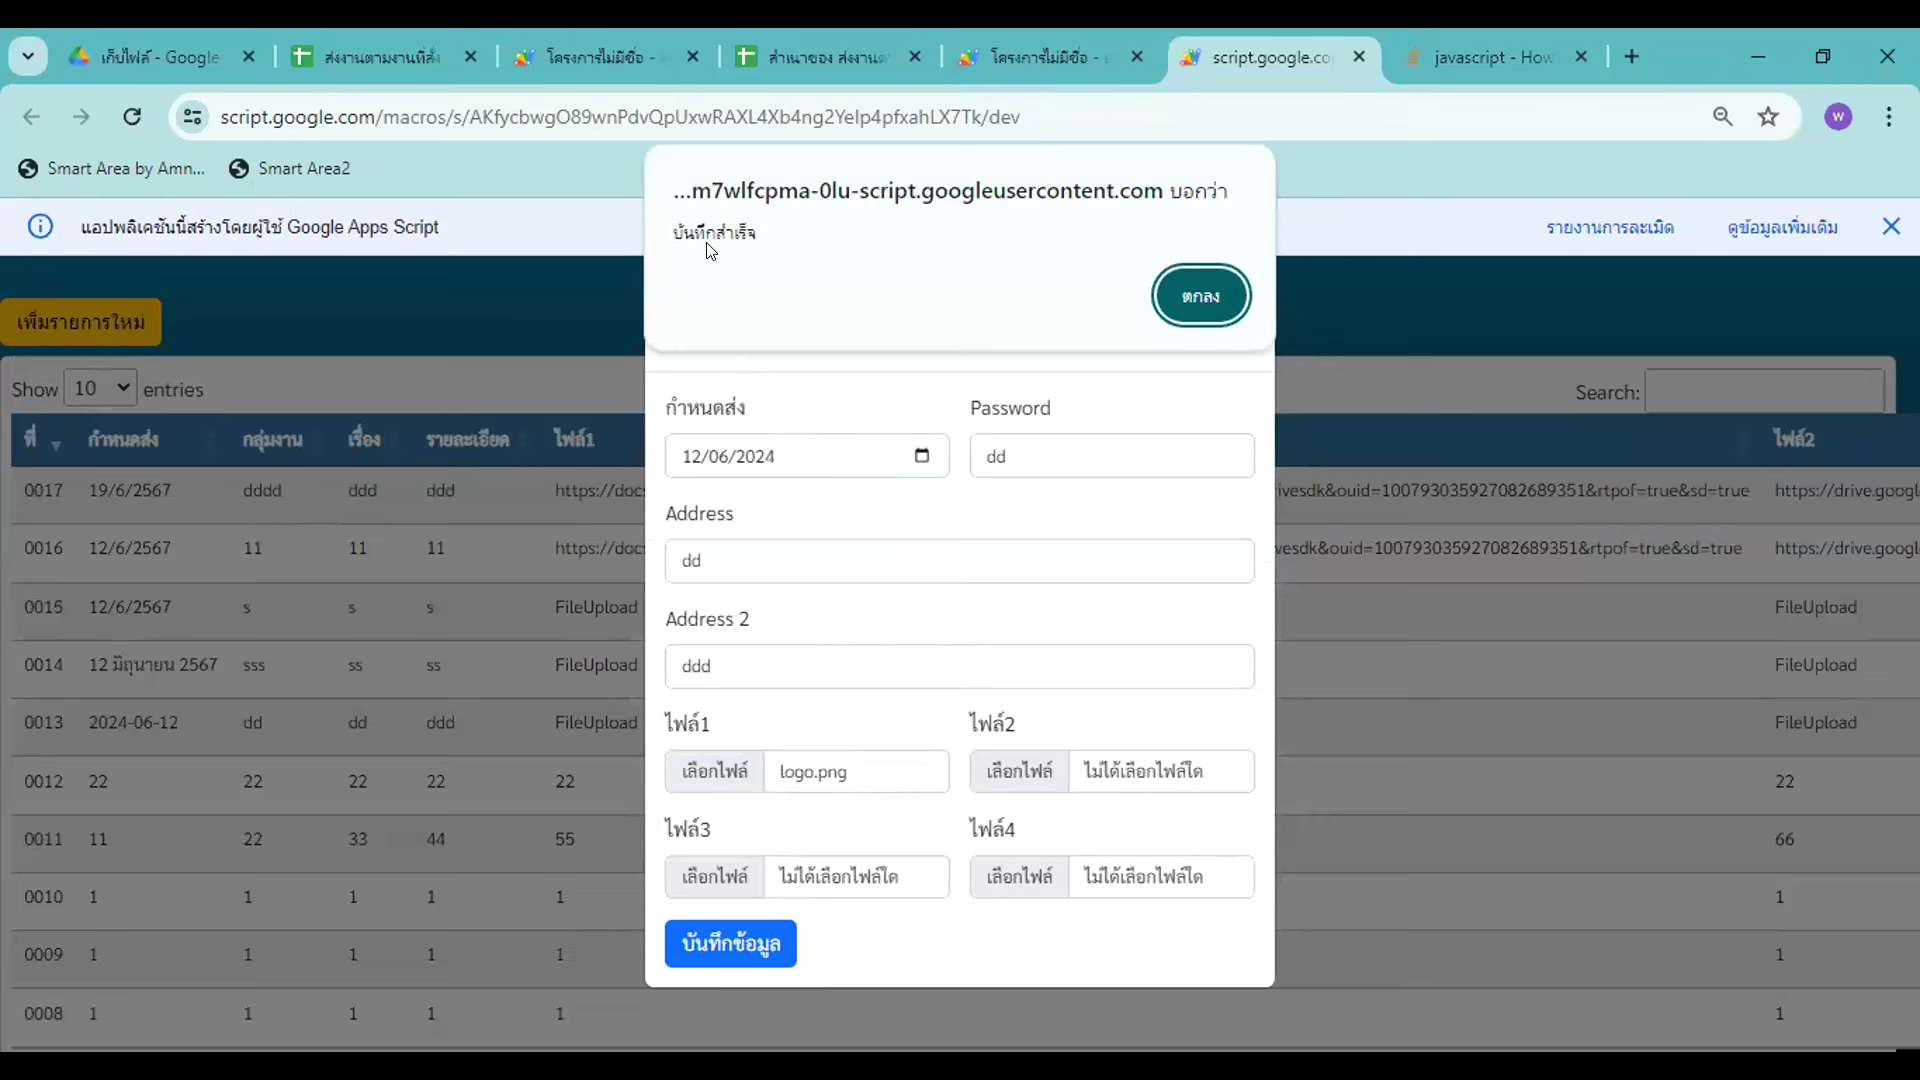 เก็บไฟล์ - Google
ส่งงานตามงานที่สั่ง
โครงการไม่มีชื่อ -
สำเนาของ ส่งงานต
โครงการไม่มีชื่อ -
script.google.co
javascript - How
script.google.com/macros/s/AKfycbwgO89wnPdvQpUxwRAXL4Xb4ng2YeIp4pfxahLX7Tk/dev
W
Smart Area by Amn...
Smart Area2
...m7wlfcpma-0lu-script.googleusercontent.com บอกว่า
บันทึกสำเร็จ
ตกลง
แอปพลิเคชันนี้สร้างโดยผู้ใช้ Google Apps Script
รายงานการละเมิด
ดูข้อมูลเพิ่มเติม
เพิ่มรายการใหม่
Show 10 entries
Search:
ที่ กำหนดส่ง กลุ่มงาน เรื่อง รายละเอียด ไฟล์1 ไฟล์2
0017 19/6/2567 dddd ddd ddd https://doc ivesdk&ouid=100793035927082689351&rtpof=true&sd=true https://drive.googl
0016 12/6/2567 11 11 11 https://doc vesdk&ouid=100793035927082689351&rtpof=true&sd=true https://drive.googl
0015 12/6/2567 s s s FileUpload FileUpload
0014 12 มิถุนายน 2567 sss ss ss FileUpload FileUpload
0013 2024-06-12 dd dd ddd FileUpload FileUpload
0012 22 22 22 22 22 22
0011 11 22 33 44 55 66
0010 1 1 1 1 1 1
0009 1 1 1 1 1 1
0008 1 1 1 1 1 1
กำหนดส่ง Password
12/06/2024 dd
Address
dd
Address 2
ddd
ไฟล์1 ไฟล์2
เลือกไฟล์ logo.png เลือกไฟล์ ไม่ได้เลือกไฟล์ใด
ไฟล์3 ไฟล์4
เลือกไฟล์ ไม่ได้เลือกไฟล์ใด เลือกไฟล์ ไม่ได้เลือกไฟล์ใด
บันทึกข้อมูล